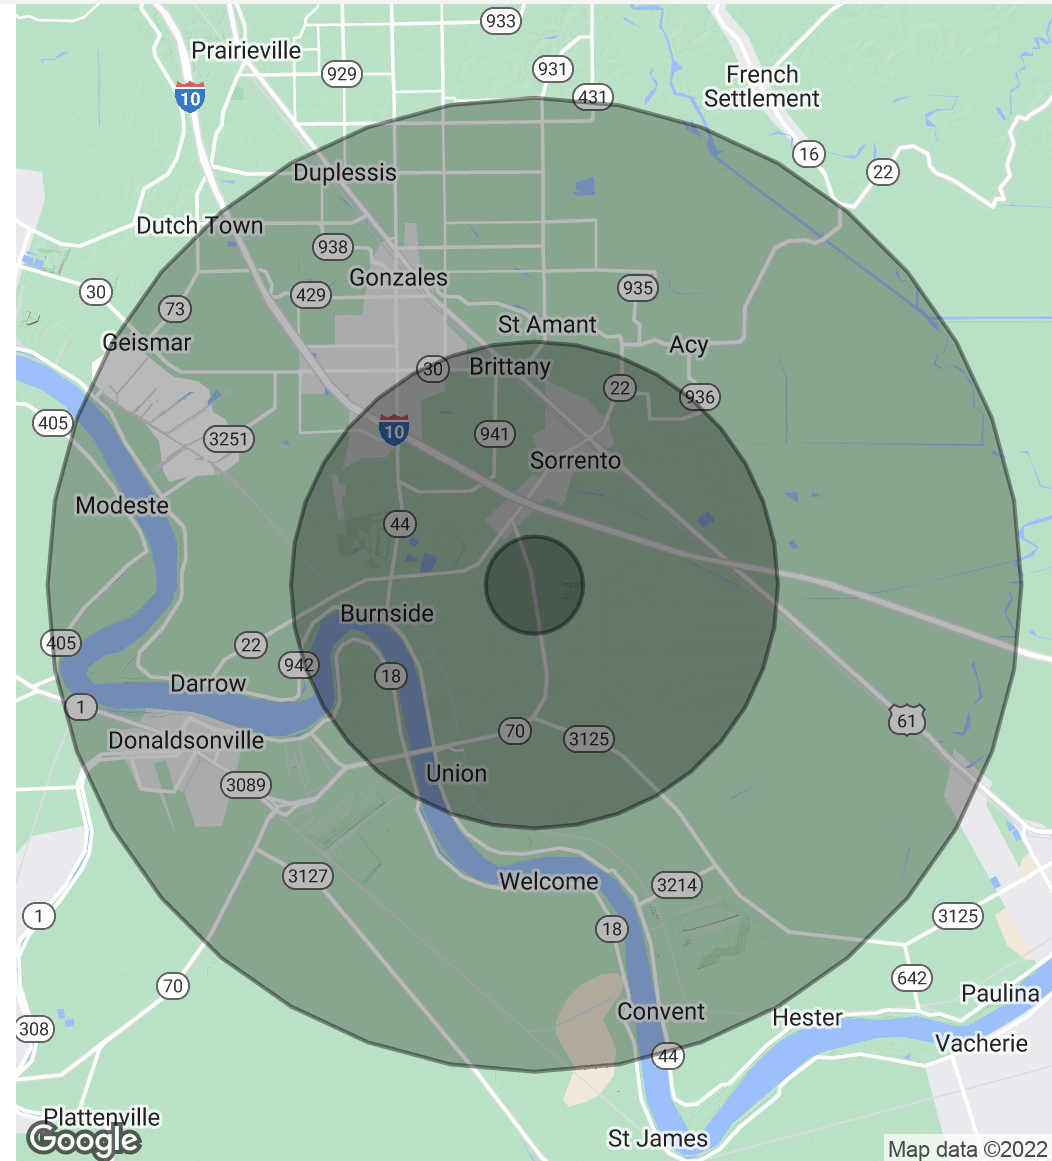 933
Prairieville
931
929
French
Settlement
10
431
16
Duplessis
22
Dutch Town
938
Gonzales
935
30
429
73
St Amant
Geismar
Acy
Brittany
30
22
936
405
10
941
3251
Sorrento
Modeste
44
Burnside
405
22
942
18
Darrow
1
61
70
3125
Donaldsonville
Union
3089
3127
Welcome
3214
1
3125
18
642
70
Paulina
Convent
Hester
308
Vacherie
44
Plattenville
Google
St James
Map data ©2022